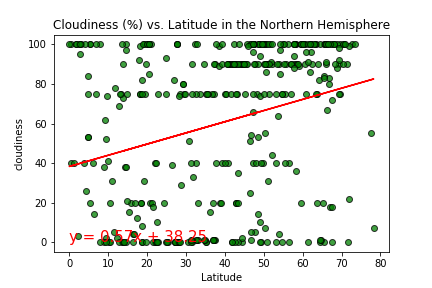 Cloudiness (%) vs. Latitude in the Northern Hemisphere
100
80
60
40
20
0
cloudiness
y = 0.57x + 38.25
0 10 20 30 40 50 60 70 80
Latitude